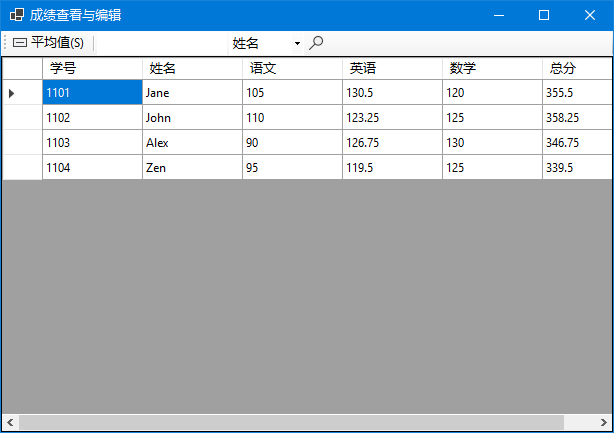 成绩查看与编辑
平均值(S) 姓名
学号 姓名 语文 英语 数学 总分
1101 Jane 105 130.5 120 355.5
1102 John 110 123.25 125 358.25
1103 Alex 90 126.75 130 346.75
1104 Zen 95 119.5 125 339.5